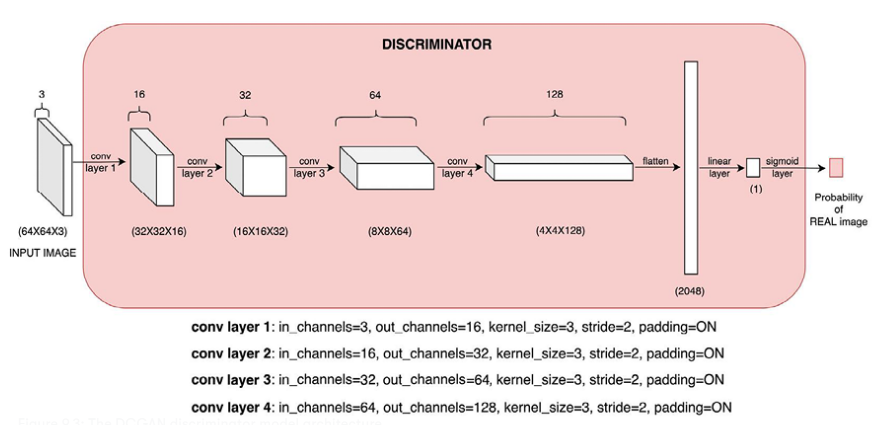 DISCRIMINATOR
3
16
32
64
128
conv
layer 1
conv
layer 2
conv
layer 3
conv
layer 4
flatten
linear
layer
sigmoid
layer
(1)
Probability
of
REAL image
(64X64X3)
(32X32X16)
(16X16X32)
(8X8X64)
(4X4X128)
INPUT IMAGE
(2048)
conv layer 1: in_channels=3, out_channels=16, kernel_size=3, stride=2, padding=ON
conv layer 2: in_channels=16, out_channels=32, kernel_size=3, stride=2, padding=ON
conv layer 3: in_channels=32, out_channels=64, kernel_size=3, stride=2, padding=ON
conv layer 4: in_channels=64, out_channels=128, kernel_size=3, stride=2, padding=ON